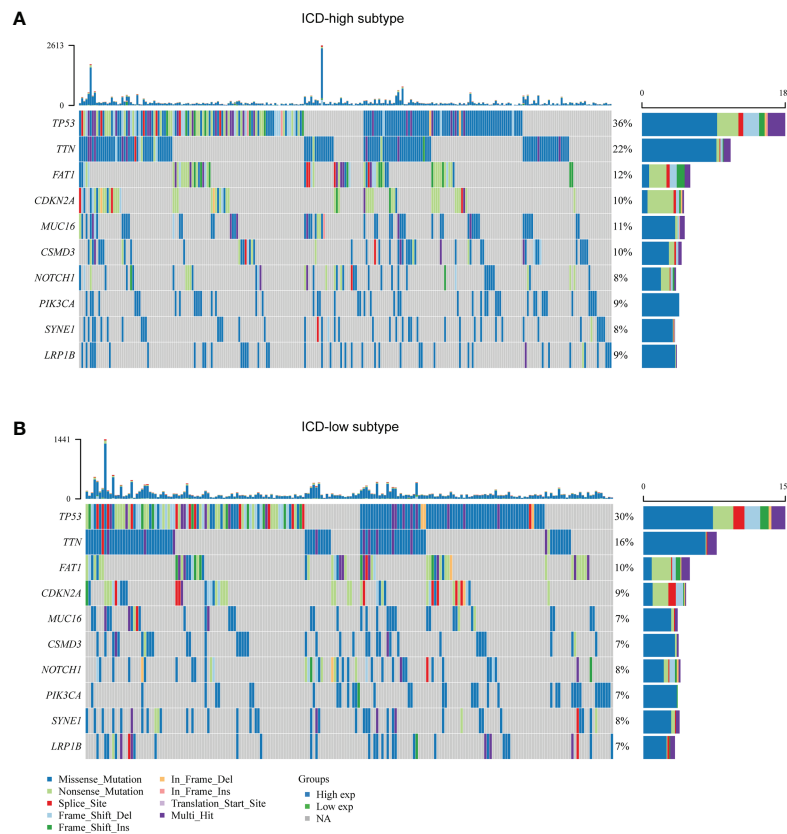 A
ICD-high subtype
2613
0
0 18
TP53 36%
TTN 22%
FAT1 12%
CDKN2A 10%
MUC16 11%
CSMD3 10%
NOTCH1 8%
PIK3CA 9%
SYNE1 8%
LRP1B 9%
B
ICD-low subtype
1441
0
0 15
TP53 30%
TTN 16%
FAT1 10%
CDKN2A 9%
MUC16 7%
CSMD3 7%
NOTCH1 8%
PIK3CA 7%
SYNE1 8%
LRP1B 7%
Missense_Mutation
Nonsense_Mutation
Splice_Site
Frame_Shift_Del
Frame_Shift_Ins
In_Frame_Del
In_Frame_Ins
Translation_Start_Site
Multi_Hit
Groups
High exp
Low exp
NA